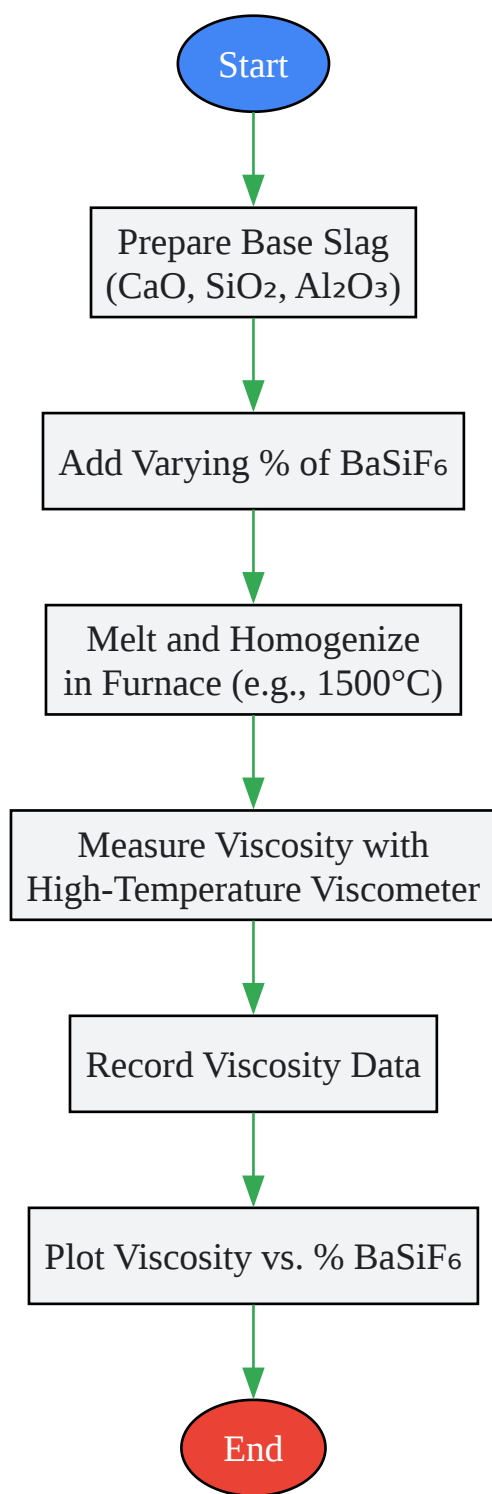 Start
Prepare Base Slag
(CaO, SiO₂, Al₂O₃)
Add Varying % of BaSiF₆
Melt and Homogenize
in Furnace (e.g., 1500°C)
Measure Viscosity with
High-Temperature Viscometer
Record Viscosity Data
Plot Viscosity vs. % BaSiF₆
End